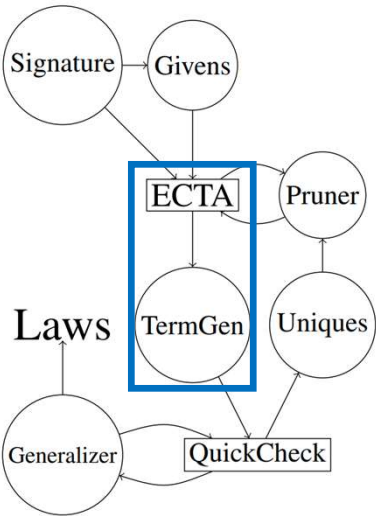 Signature
Givens
ECTA
Pruner
Laws
TermGen
Uniques
Generalizer
QuickCheck